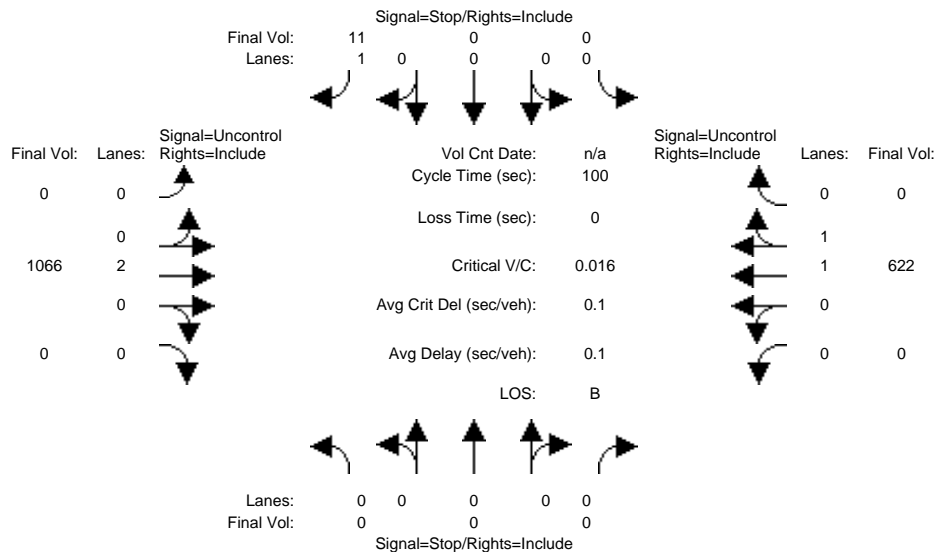 Signal=Stop/Rights=Include
Final Vol: 11 0 0
Lanes: 1 0 0 0 0
Signal=Uncontrol Signal=Uncontrol
Final Vol: Lanes: Rights=Include Vol Cnt Date: n/a Rights=Include Lanes: Final Vol:
0 0 Cycle Time (sec): 100 0 0
Loss Time (sec): 0
0 1
1066 2 Critical V/C: 0.016 1 622
0 Avg Crit Del (sec/veh): 0.1 0
0 0 Avg Delay (sec/veh): 0.1 0 0
LOS: B
Lanes: 0 0 0 0 0
Final Vol: 0 0 0
Signal=Stop/Rights=Include